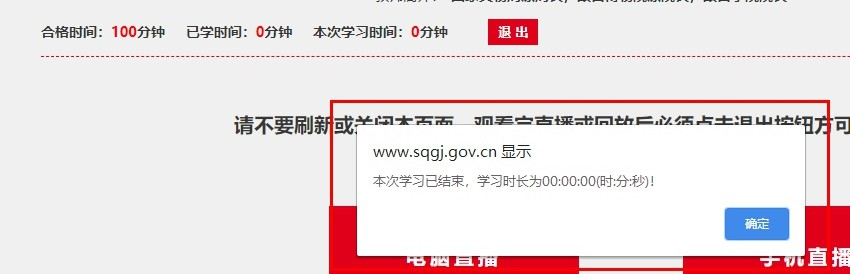 合格时间：100分钟 已学时间：0分钟 本次学习时间：0分钟 退 出
请不要刷新或关闭本页面，观看完直播或回放后必须点击退出按钮方可
www.sqgj.gov.cn 显示
本次学习已结束，学习时长为00:00:00(时:分:秒)!
确定
电脑直播
手机直播